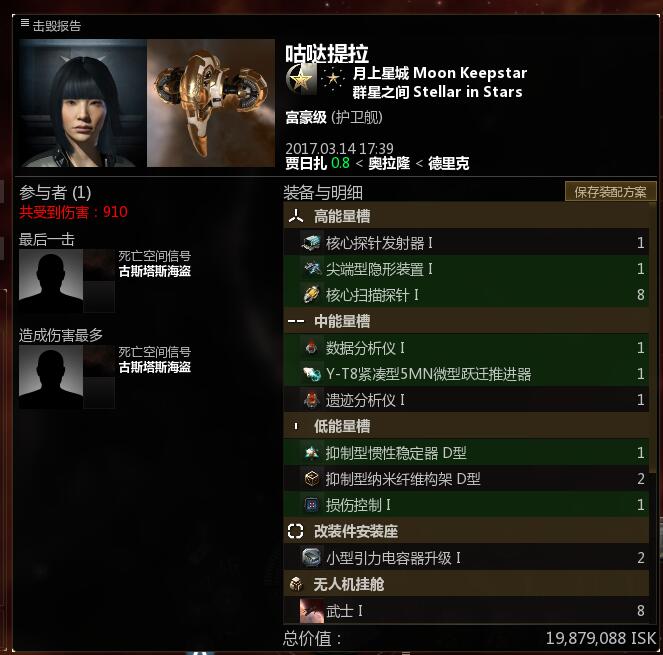 击毁报告
咕哒提拉
月上星城 Moon Keepstar
群星之间 Stellar in Stars
富豪级 (护卫舰)
2017.03.14 17:39
贾日扎 0.8 < 奥拉隆 < 德里克
参与者 (1)
共受到伤害：910
最后一击
死亡空间信号
古斯塔斯海盗
造成伤害最多
死亡空间信号
古斯塔斯海盗
装备与明细
保存装配方案
高能量槽
核心探针发射器 I 1
尖端型隐形装置 I 1
核心扫描探针 I 8
中能量槽
数据分析仪 I 1
Y-T8紧凑型5MN微型跃迁推进器 1
遗迹分析仪 I 1
低能量槽
抑制型惯性稳定器 D型 1
抑制型纳米纤维构架 D型 2
损伤控制 I 1
改装件安装座
小型引力电容器升级 I 2
无人机挂舱
武士 I 8
总价值： 19,879,088 ISK